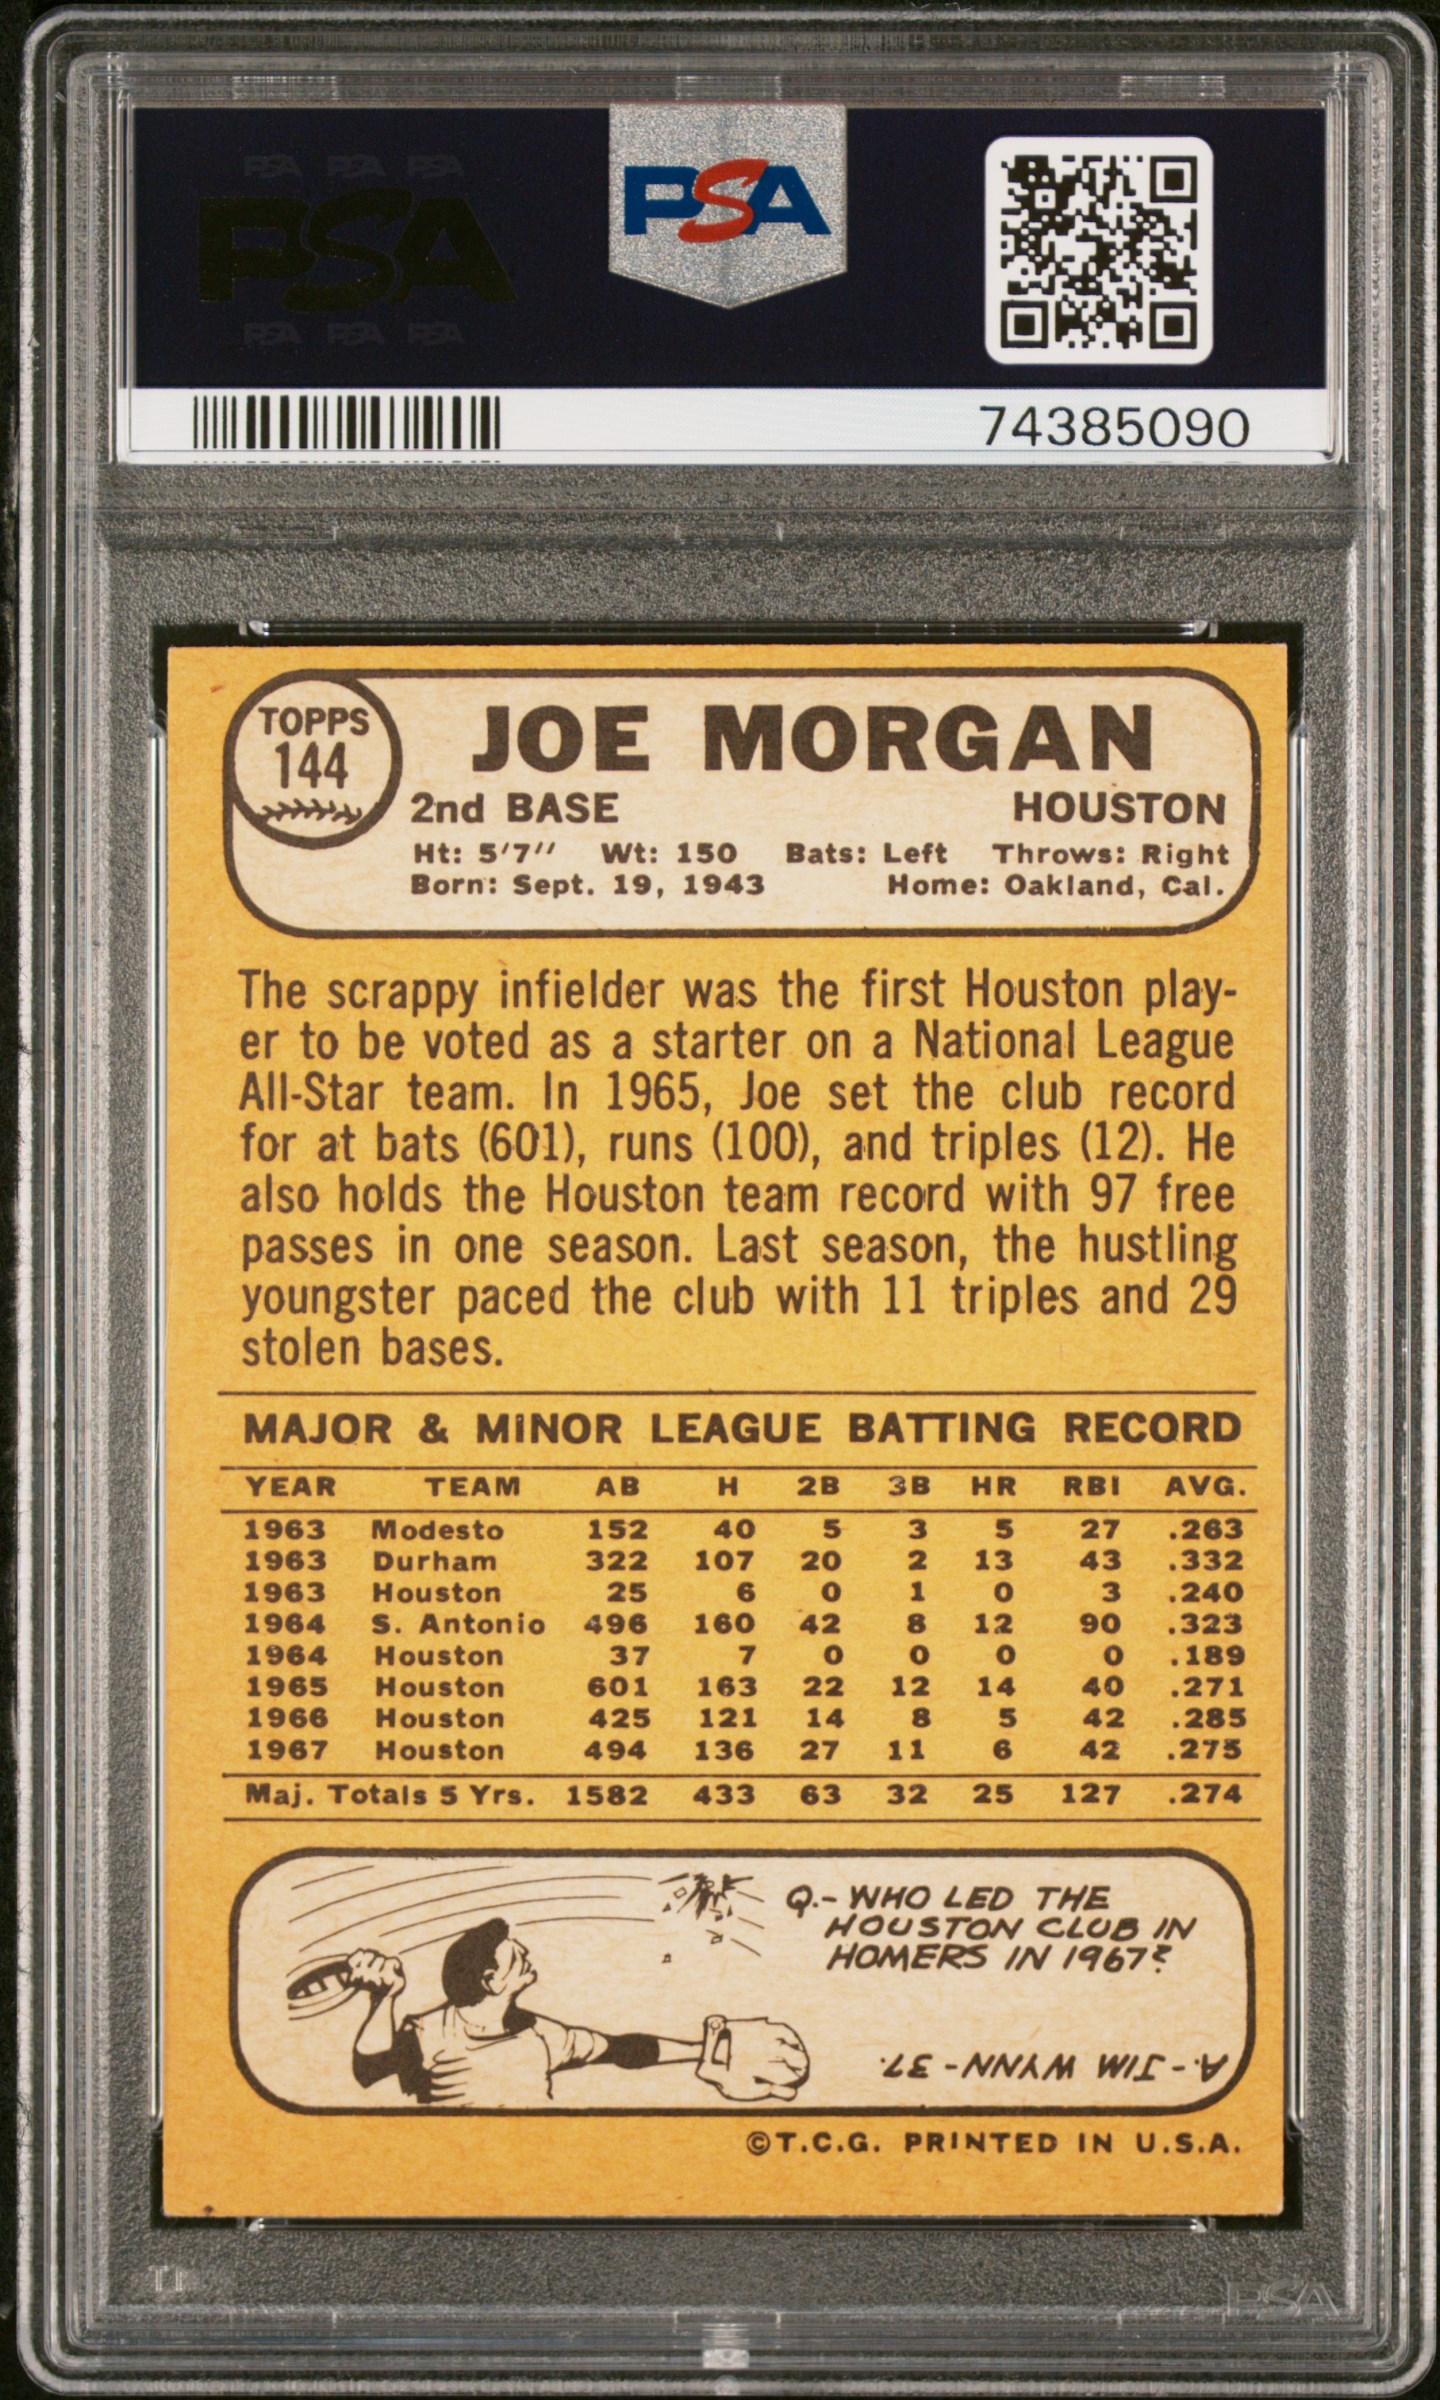 PSA PSA PSA
PSA
PSA PSA PSA
PSA
74385090
TOPPS
144
JOE MORGAN
2nd BASE HOUSTON
Ht: 5'7" Wt: 150 Bats: Left Throws: Right
Born: Sept. 19, 1943 Home: Oakland, Cal.
The scrappy infielder was the first Houston play-
er to be voted as a starter on a National League
All-Star team. In 1965, Joe set the club record
for at bats (601), runs (100), and triples (12). He
also holds the Houston team record with 97 free
passes in one season. Last season, the hustling
youngster paced the club with 11 triples and 29
stolen bases.
MAJOR & MINOR LEAGUE BATTING RECORD
YEAR TEAM AB H 2B 3B HR RBI AVG.
1963 Modesto 152 40 5 3 5 27 .263
1963 Durham 322 107 20 2 13 43 .332
1963 Houston 25 6 0 1 0 3 .240
1964 S. Antonio 496 160 42 8 12 90 .323
1964 Houston 37 7 0 0 0 0 .189
1965 Houston 601 163 22 12 14 40 .271
1966 Houston 425 121 14 8 5 42 .285
1967 Houston 494 136 27 11 6 42 .275
Maj. Totals 5 Yrs. 1582 433 63 32 25 127 .274
Q.- WHO LED THE
HOUSTON CLUB IN
HOMERS IN 1967?
A.- JIM WYNN - 37.
©T.C.G. PRINTED IN U.S.A.
PSA